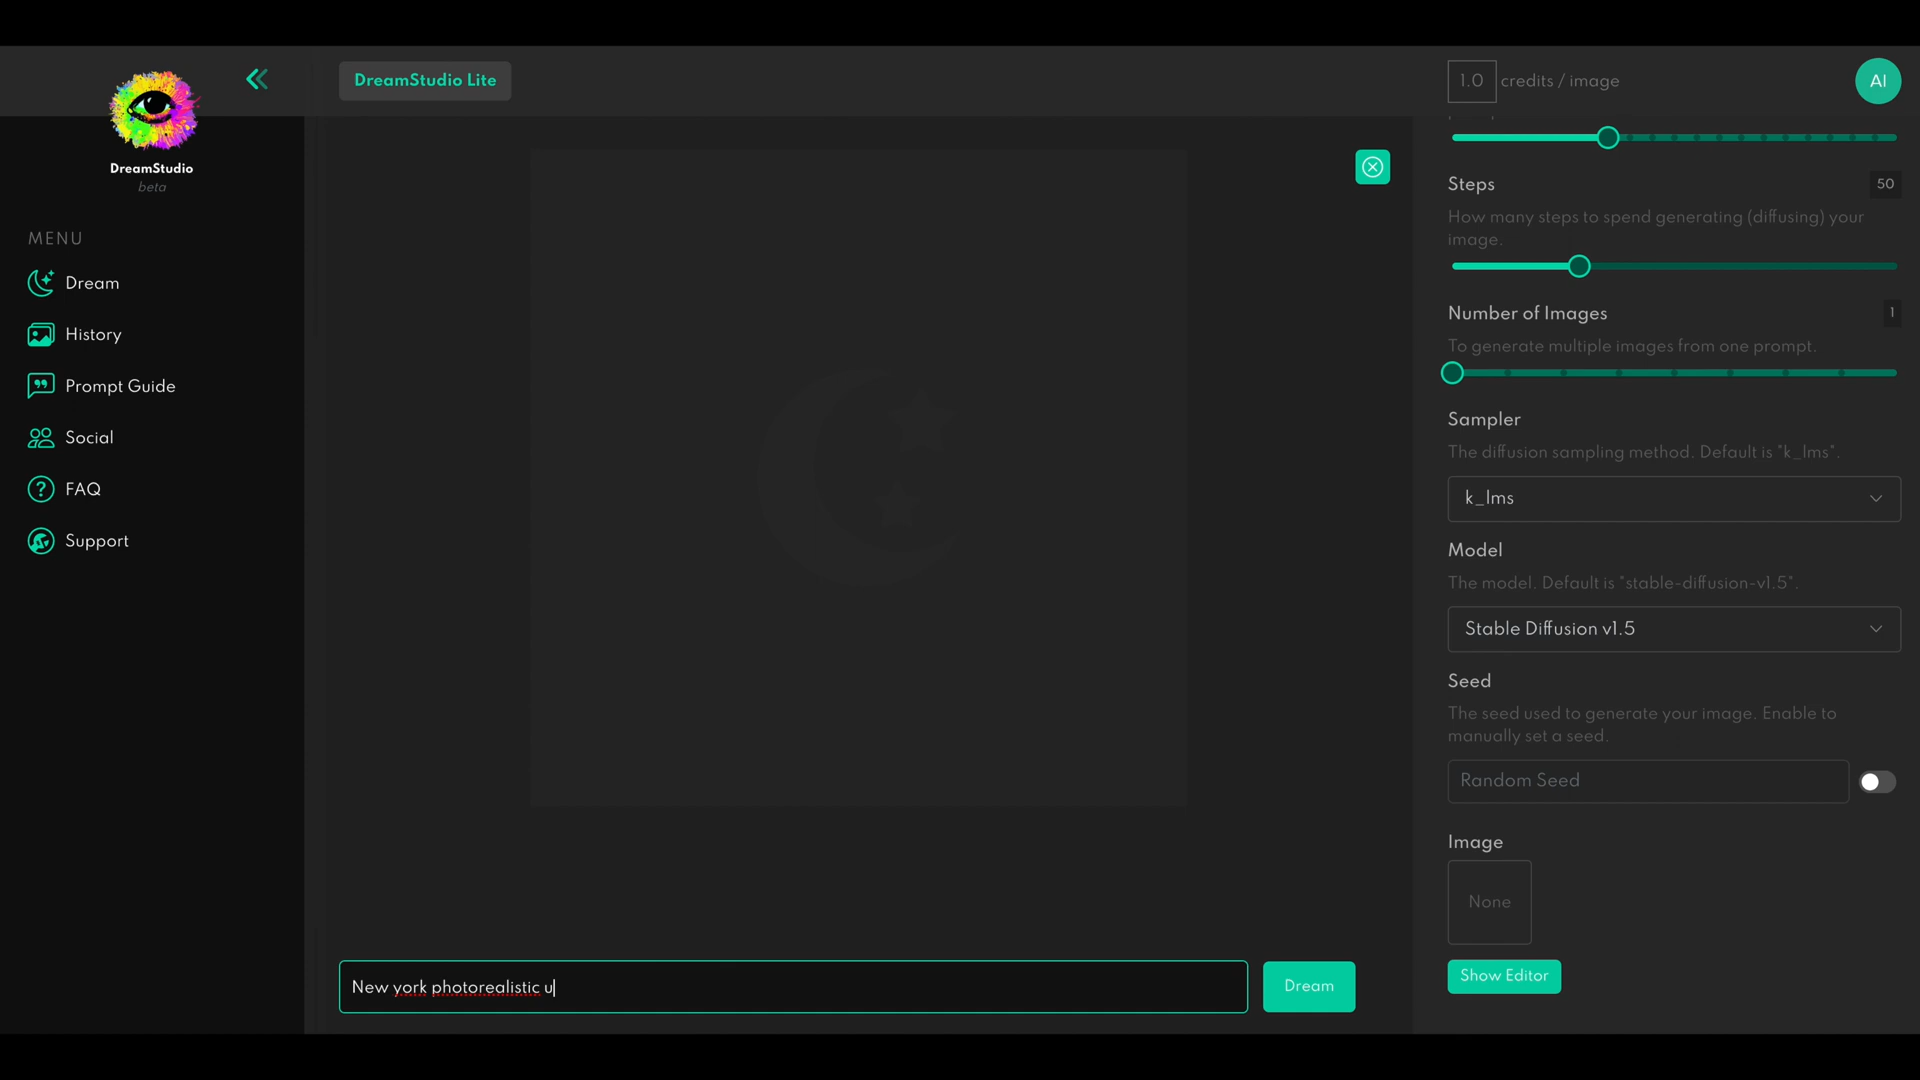 DreamStudio
beta
MENU
Dream
History
Prompt Guide
Social
FAQ
Support
DreamStudio Lite
New york photorealistic u
Dream
1.0 credits / image
AI
Steps
50
How many steps to spend generating (diffusing) your
image.
Number of Images
1
To generate multiple images from one prompt.
Sampler
The diffusion sampling method. Default is "k_lms".
k_lms
Model
The model. Default is "stable-diffusion-v1.5".
Stable Diffusion v1.5
Seed
The seed used to generate your image. Enable to
manually set a seed.
Random Seed
Image
None
Show Editor